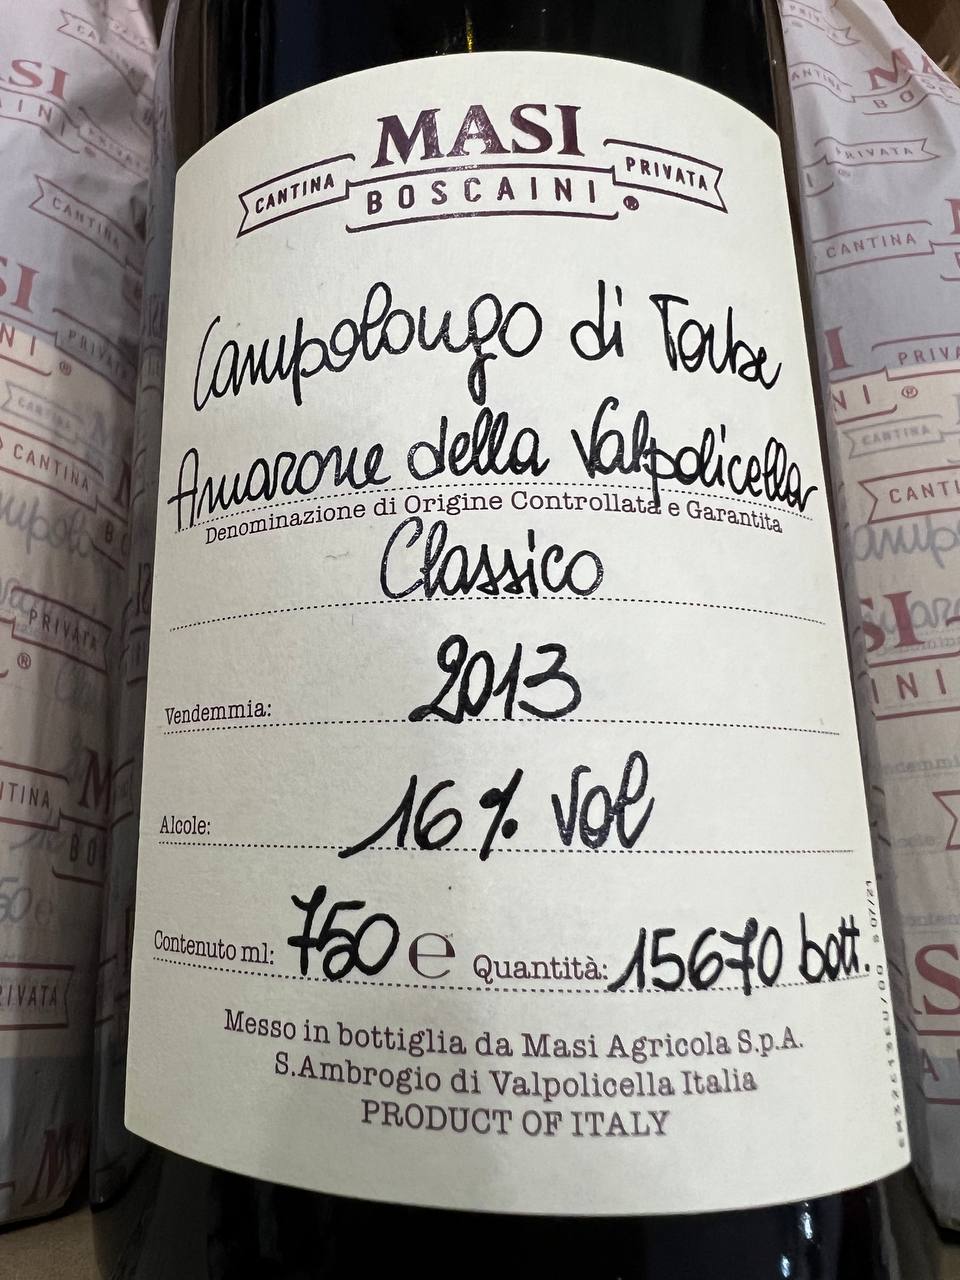 MASI
CANTINA BOSCAINI PRIVATA ®
Campolongo di Torbe
Amarone della Valpolicella
Denominazione di Origine Controllata e Garantita
Classico
Vendemmia: 2013
Alcole: 16% vol
Contenuto ml: 750 e Quantità: 15670 bott.
Messo in bottiglia da Masi Agricola S.p.A.
S.Ambrogio di Valpolicella Italia
PRODUCT OF ITALY